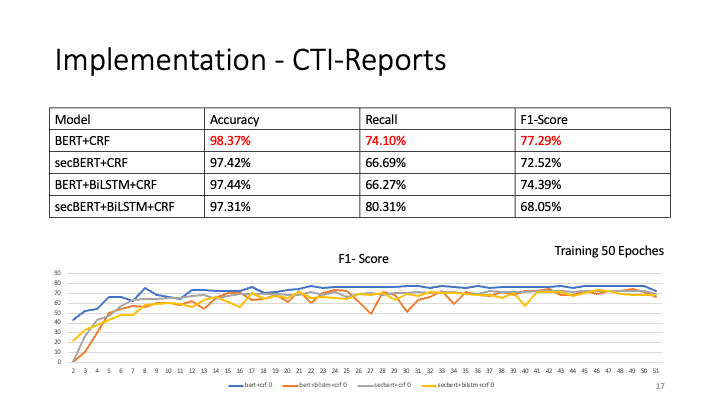 Implementation - CTI-Reports
Model Accuracy Recall F1-Score
BERT+CRF 98.37% 74.10% 77.29%
secBERT+CRF 97.42% 66.69% 72.52%
BERT+BiLSTM+CRF 97.44% 66.27% 74.39%
secBERT+BiLSTM+CRF 97.31% 80.31% 68.05%
Training 50 Epoches
F1- Score
90
80
70
60
50
40
30
20
10
0
2 3 4 5 6 7 8 9 10 11 12 13 14 15 16 17 18 19 20 21 22 23 24 25 26 27 28 29 30 31 32 33 34 35 36 37 38 39 40 41 42 43 44 45 46 47 48 49 50 51
bert+crf 0 bert+bilstm+crf 0 secbert+crf 0 secbert+bilstm+crf 0
17